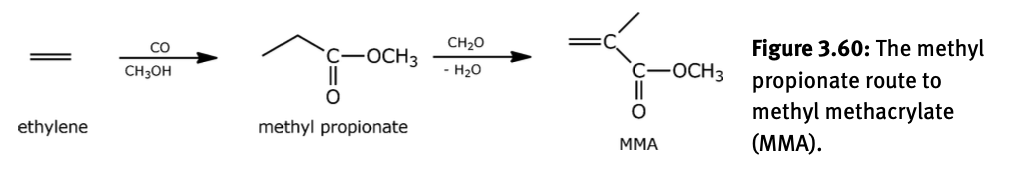 CO
CH₃OH
ethylene
C—OCH₃
O
methyl propionate
CH₂O
- H₂O
C
C—OCH₃
O
MMA
Figure 3.60: The methyl
propionate route to
methyl methacrylate
(MMA).